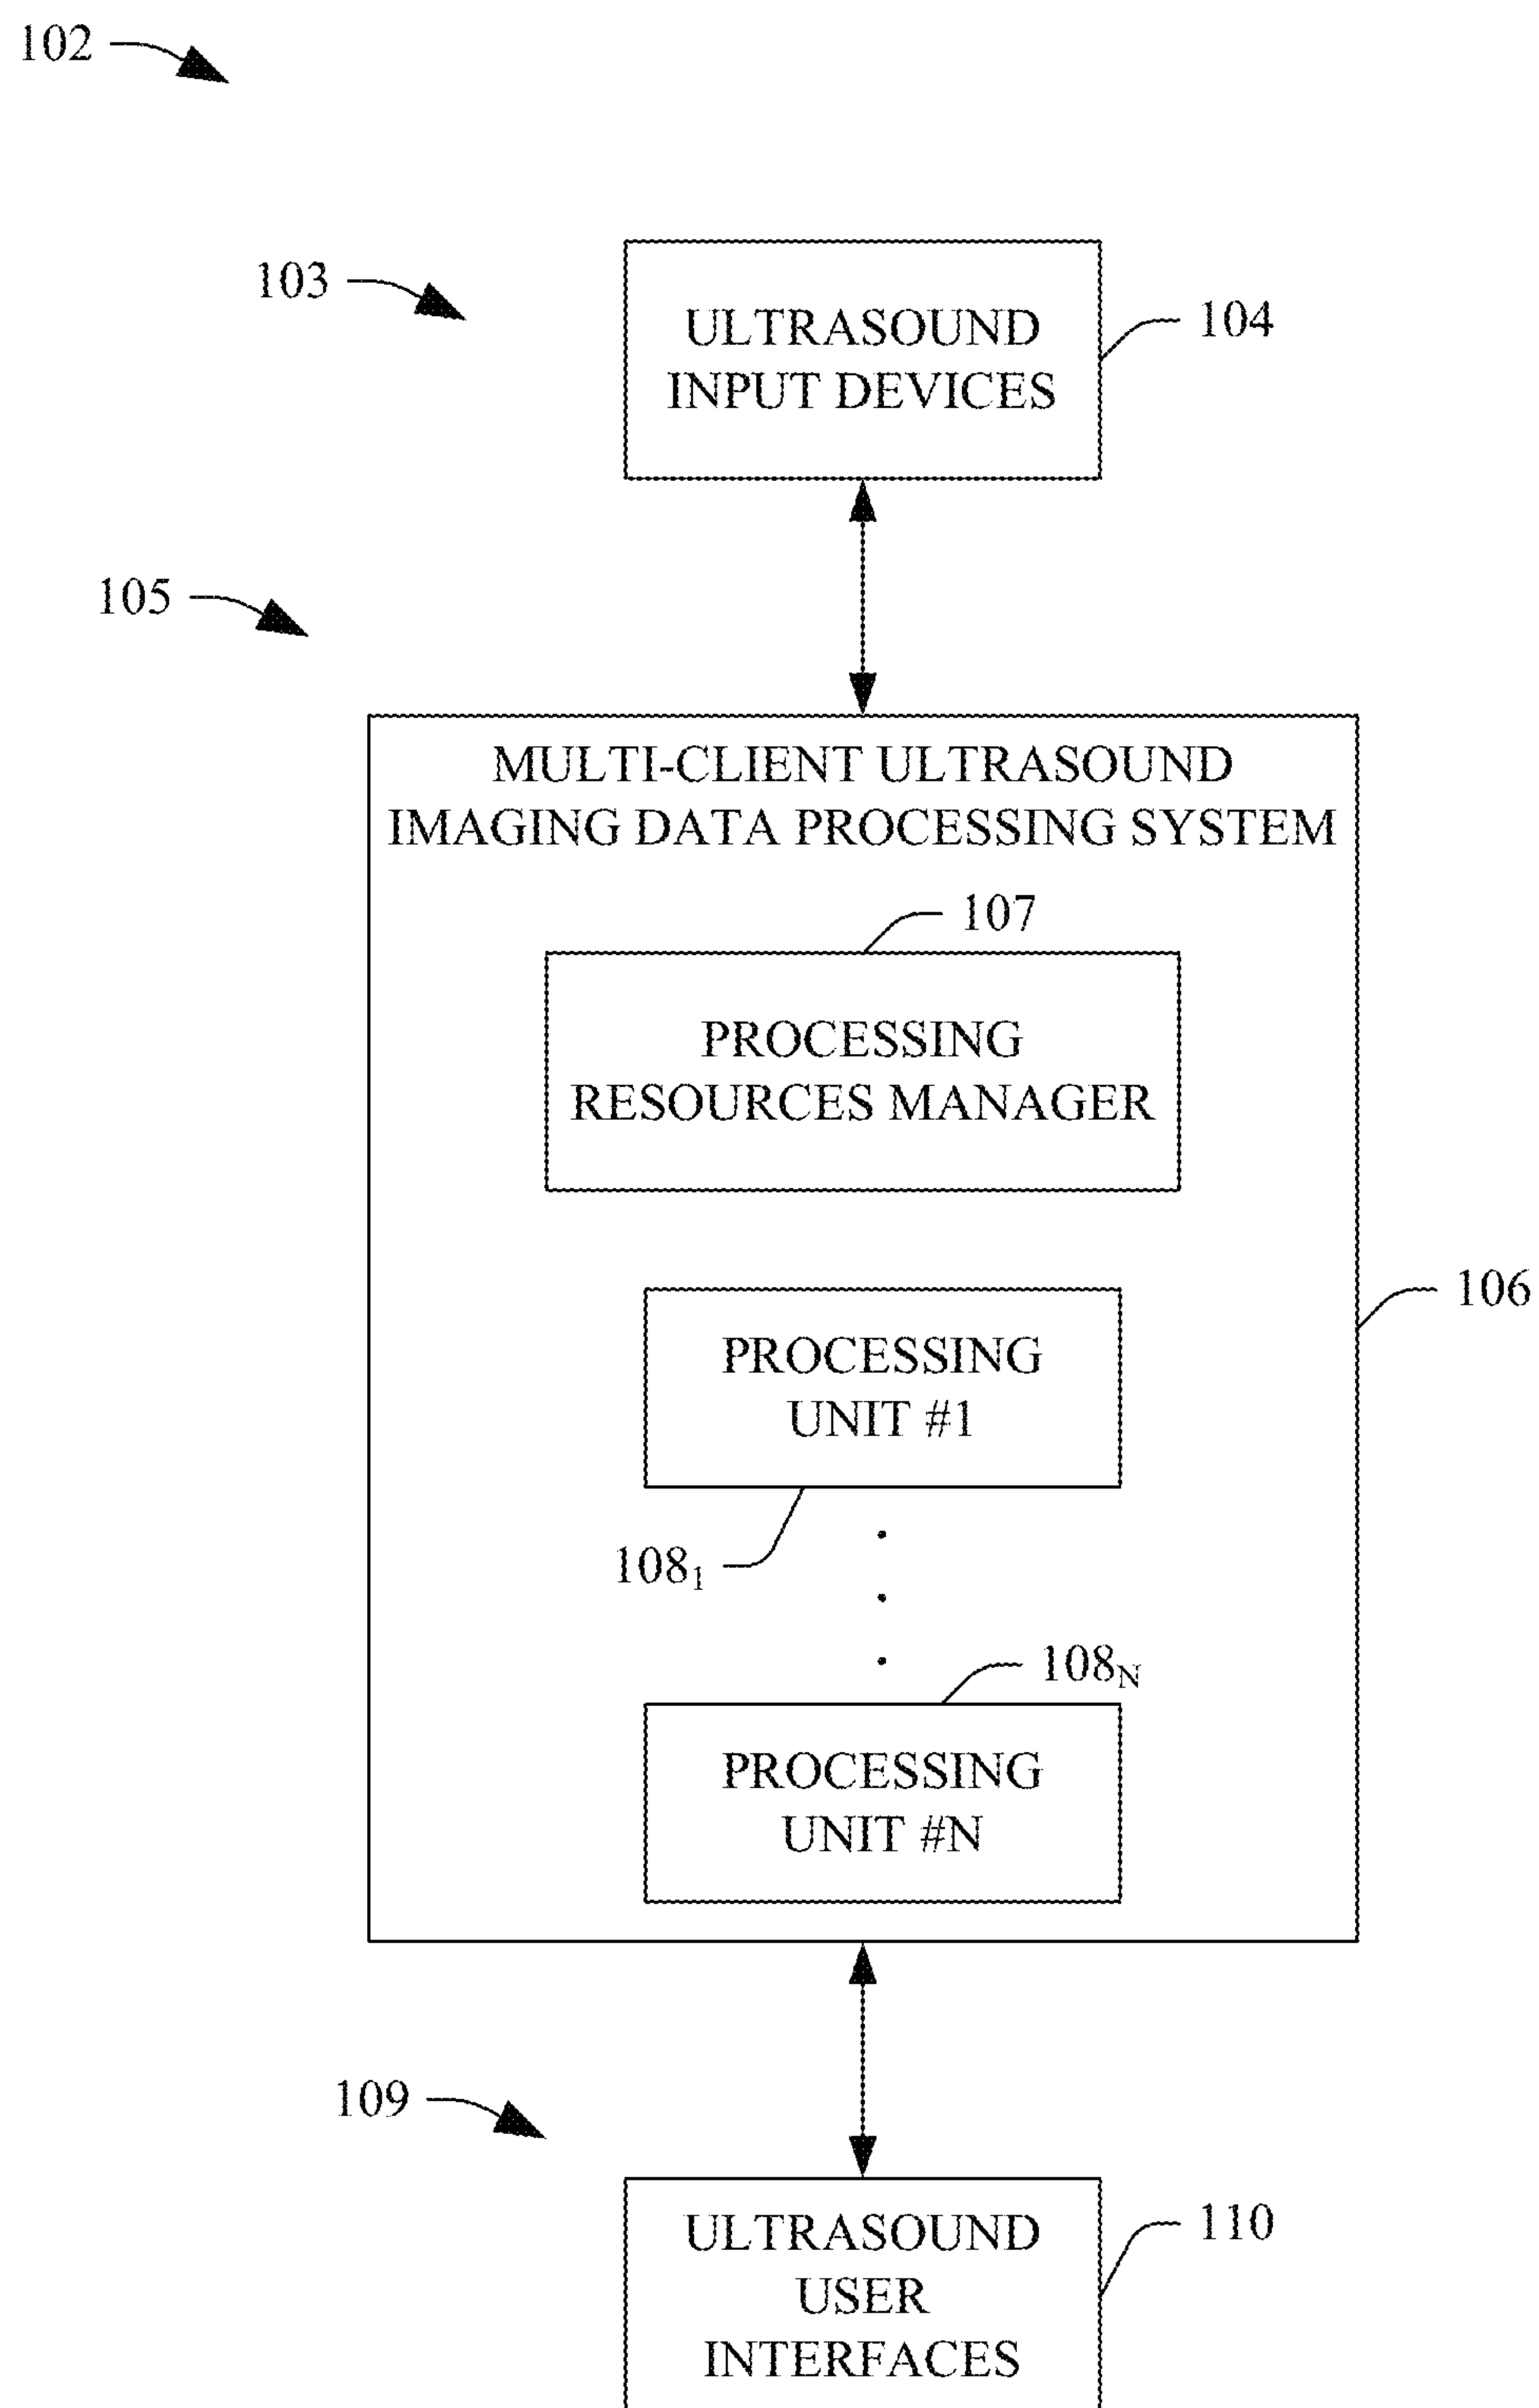 102
103
ULTRASOUND
INPUT DEVICES
104
105
MULTI-CLIENT ULTRASOUND
IMAGING DATA PROCESSING SYSTEM
107
PROCESSING
RESOURCES MANAGER
106
PROCESSING
UNIT #1
108₁
108_N
PROCESSING
UNIT #N
109
ULTRASOUND
USER
INTERFACES
110